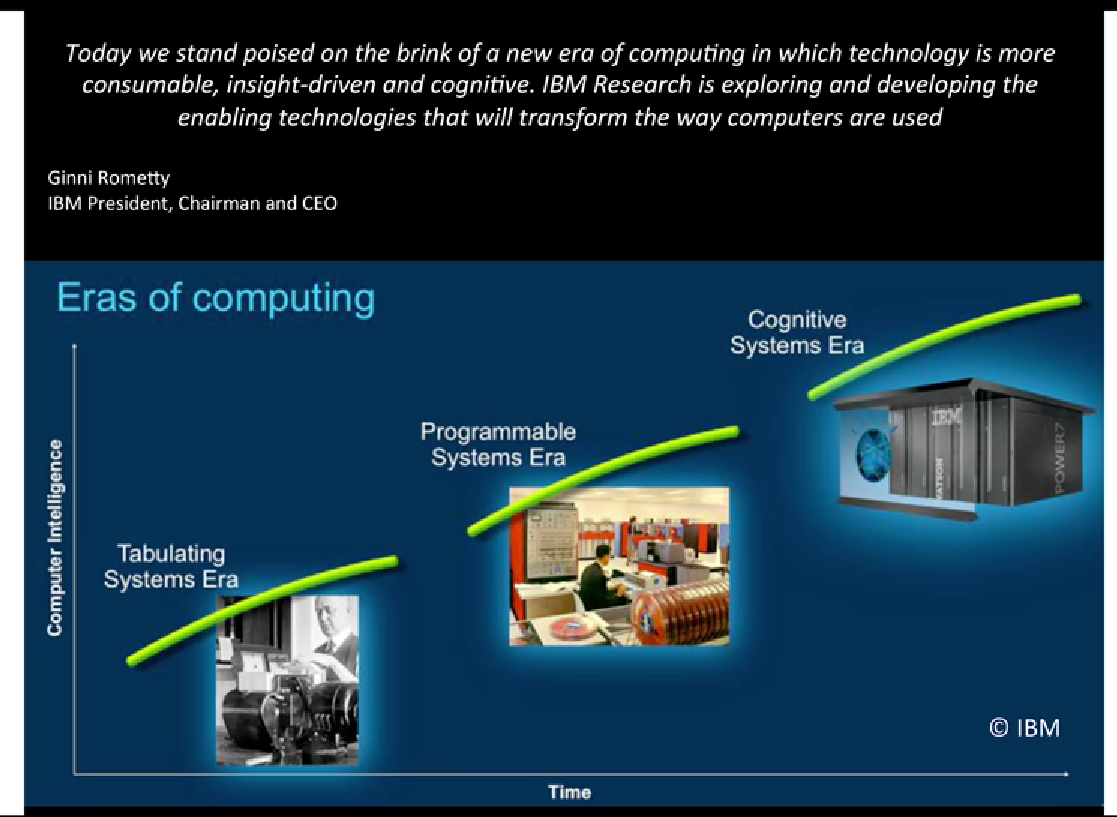 Today we stand poised on the brink of a new era of computing in which technology is more
consumable, insight-driven and cognitive. IBM Research is exploring and developing the
enabling technologies that will transform the way computers are used
Ginni Rometty
IBM President, Chairman and CEO
Eras of computing
Cognitive
Systems Era
Programmable
Systems Era
Tabulating
Systems Era
Computer Intelligence
IBM
WATSON
POWER7
© IBM
Time